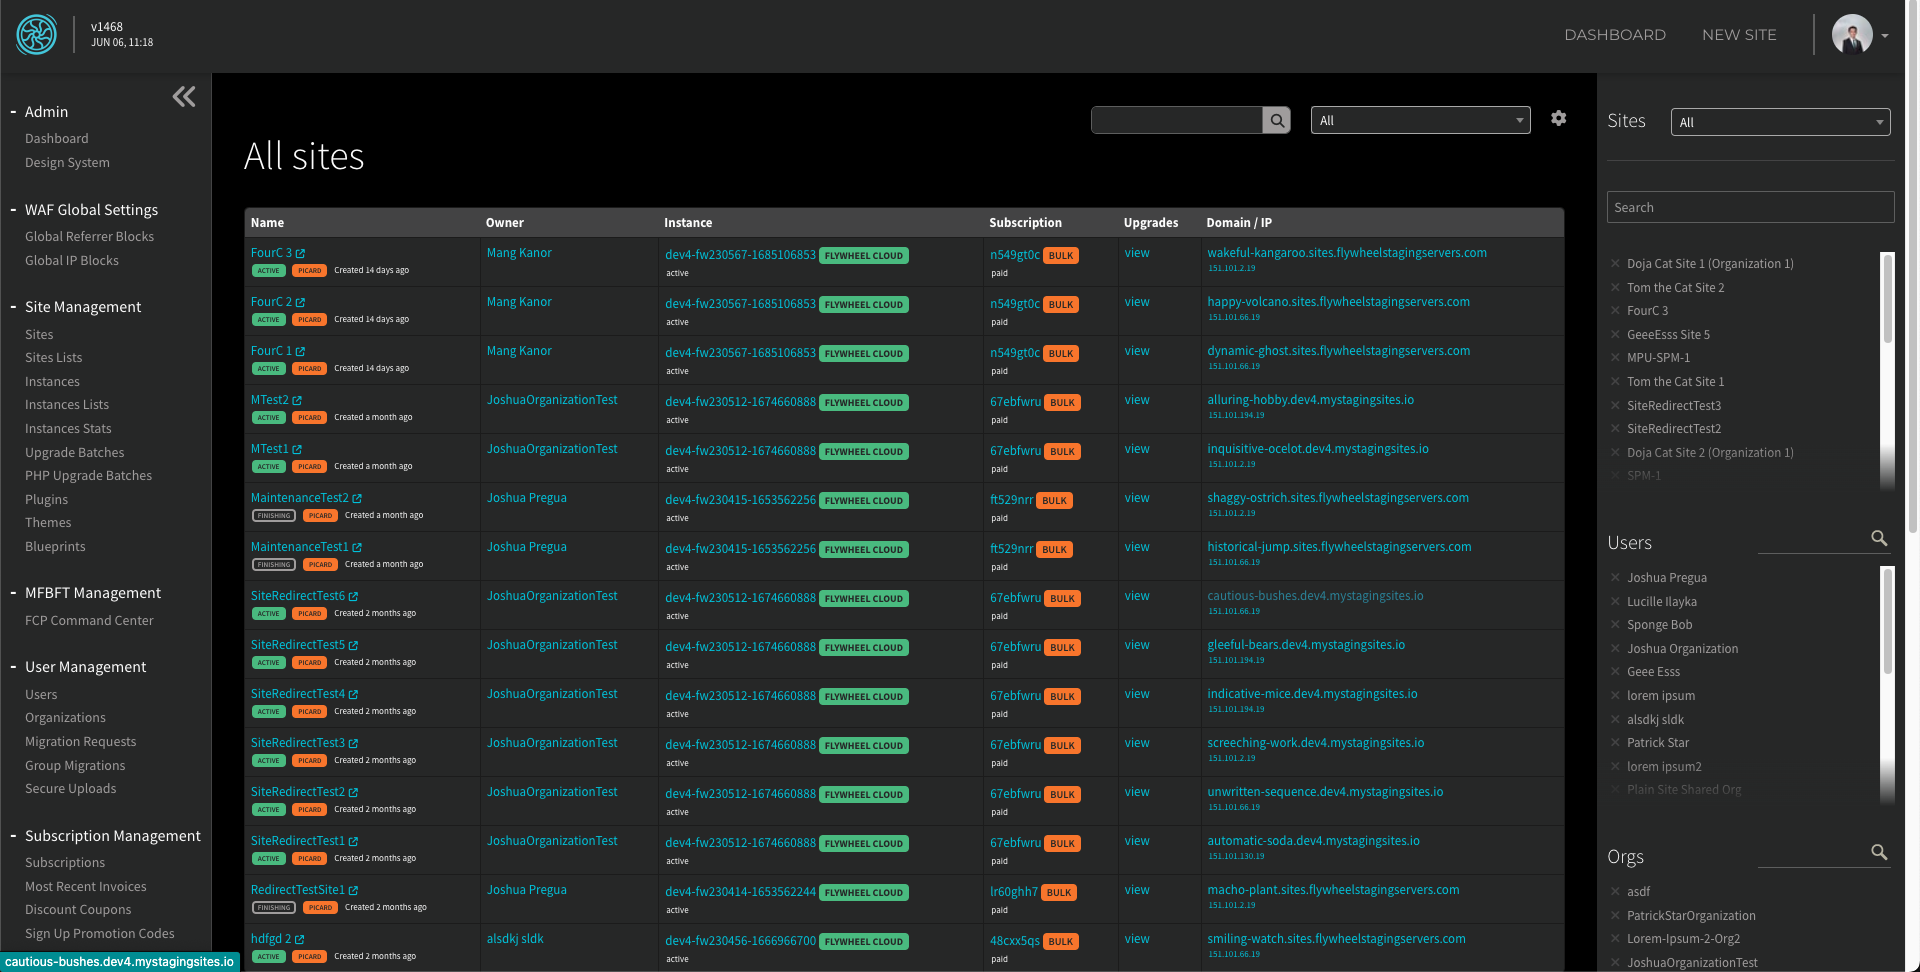 v1468
JUN 06, 11:18
DASHBOARD
NEW SITE
- Admin
Dashboard
Design System
- WAF Global Settings
Global Referrer Blocks
Global IP Blocks
- Site Management
Sites
Sites Lists
Instances
Instances Lists
Instances Stats
Upgrade Batches
PHP Upgrade Batches
Plugins
Themes
Blueprints
- MFBFT Management
FCP Command Center
- User Management
Users
Organizations
Migration Requests
Group Migrations
Secure Uploads
- Subscription Management
Subscriptions
Most Recent Invoices
Discount Coupons
Sign Up Promotion Codes
cautious-bushes.dev4.mystagingsites.io
All
All sites
Name Owner Instance Subscription Upgrades Domain / IP
FourC 3 Mang Kanor dev4-fw230567-1685106853 FLYWHEEL CLOUD n549gt0c BULK view wakeful-kangaroo.sites.flywheelstagingservers.com
ACTIVE PICARD Created 14 days ago active paid 151.101.2.19
FourC 2 Mang Kanor dev4-fw230567-1685106853 FLYWHEEL CLOUD n549gt0c BULK view happy-volcano.sites.flywheelstagingservers.com
ACTIVE PICARD Created 14 days ago active paid 151.101.66.19
FourC 1 Mang Kanor dev4-fw230567-1685106853 FLYWHEEL CLOUD n549gt0c BULK view dynamic-ghost.sites.flywheelstagingservers.com
ACTIVE PICARD Created 14 days ago active paid 151.101.66.19
MTest2 JoshuaOrganizationTest dev4-fw230512-1674660888 FLYWHEEL CLOUD 67ebfwru BULK view alluring-hobby.dev4.mystagingsites.io
ACTIVE PICARD Created a month ago active paid 151.101.194.19
MTest1 JoshuaOrganizationTest dev4-fw230512-1674660888 FLYWHEEL CLOUD 67ebfwru BULK view inquisitive-ocelot.dev4.mystagingsites.io
ACTIVE PICARD Created a month ago active paid 151.101.2.19
MaintenanceTest2 Joshua Pregua dev4-fw230415-1653562256 FLYWHEEL CLOUD ft529nrr BULK view shaggy-ostrich.sites.flywheelstagingservers.com
FINISHING PICARD Created a month ago active paid 151.101.2.19
MaintenanceTest1 Joshua Pregua dev4-fw230415-1653562256 FLYWHEEL CLOUD ft529nrr BULK view historical-jump.sites.flywheelstagingservers.com
FINISHING PICARD Created a month ago active paid 151.101.66.19
SiteRedirectTest6 JoshuaOrganizationTest dev4-fw230512-1674660888 FLYWHEEL CLOUD 67ebfwru BULK view cautious-bushes.dev4.mystagingsites.io
ACTIVE PICARD Created 2 months ago active paid 151.101.66.19
SiteRedirectTest5 JoshuaOrganizationTest dev4-fw230512-1674660888 FLYWHEEL CLOUD 67ebfwru BULK view gleeful-bears.dev4.mystagingsites.io
ACTIVE PICARD Created 2 months ago active paid 151.101.194.19
SiteRedirectTest4 JoshuaOrganizationTest dev4-fw230512-1674660888 FLYWHEEL CLOUD 67ebfwru BULK view indicative-mice.dev4.mystagingsites.io
ACTIVE PICARD Created 2 months ago active paid 151.101.194.19
SiteRedirectTest3 JoshuaOrganizationTest dev4-fw230512-1674660888 FLYWHEEL CLOUD 67ebfwru BULK view screeching-work.dev4.mystagingsites.io
ACTIVE PICARD Created 2 months ago active paid 151.101.2.19
SiteRedirectTest2 JoshuaOrganizationTest dev4-fw230512-1674660888 FLYWHEEL CLOUD 67ebfwru BULK view unwritten-sequence.dev4.mystagingsites.io
ACTIVE PICARD Created 2 months ago active paid 151.101.66.19
SiteRedirectTest1 JoshuaOrganizationTest dev4-fw230512-1674660888 FLYWHEEL CLOUD 67ebfwru BULK view automatic-soda.dev4.mystagingsites.io
ACTIVE PICARD Created 2 months ago active paid 151.101.130.19
RedirectTestSite1 Joshua Pregua dev4-fw230414-1653562244 FLYWHEEL CLOUD lr60ghh7 BULK view macho-plant.sites.flywheelstagingservers.com
FINISHING PICARD Created 2 months ago active paid 151.101.2.19
hdfgd 2 alsdkj sldk dev4-fw230456-1666966700 FLYWHEEL CLOUD 48cxx5qs BULK view smiling-watch.sites.flywheelstagingservers.com
ACTIVE PICARD Created 2 months ago active paid 151.101.66.19
Sites All
Search
Doja Cat Site 1 (Organization 1)
Tom the Cat Site 2
FourC 3
GeeeEsss Site 5
MPU-SPM-1
Tom the Cat Site 1
SiteRedirectTest3
SiteRedirectTest2
Doja Cat Site 2 (Organization 1)
SPM-1
Users
Joshua Pregua
Lucille Ilayka
Sponge Bob
Joshua Organization
Geee Esss
lorem ipsum
alsdkj sldk
Patrick Star
lorem ipsum2
Plain Site Shared Org
Orgs
asdf
PatrickStarOrganization
Lorem-Ipsum-2-Org2
JoshuaOrganizationTest